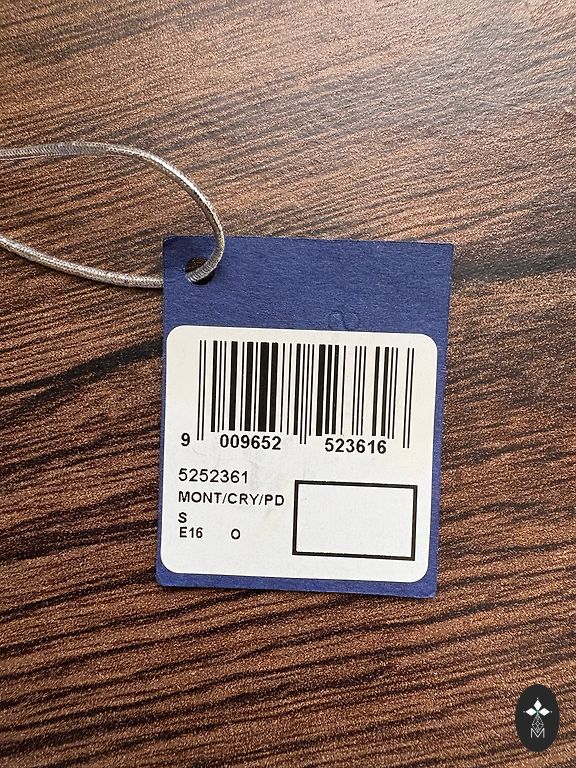 9 009652 523616
5252361
MONT/CRY/PD
S
E16 O
M